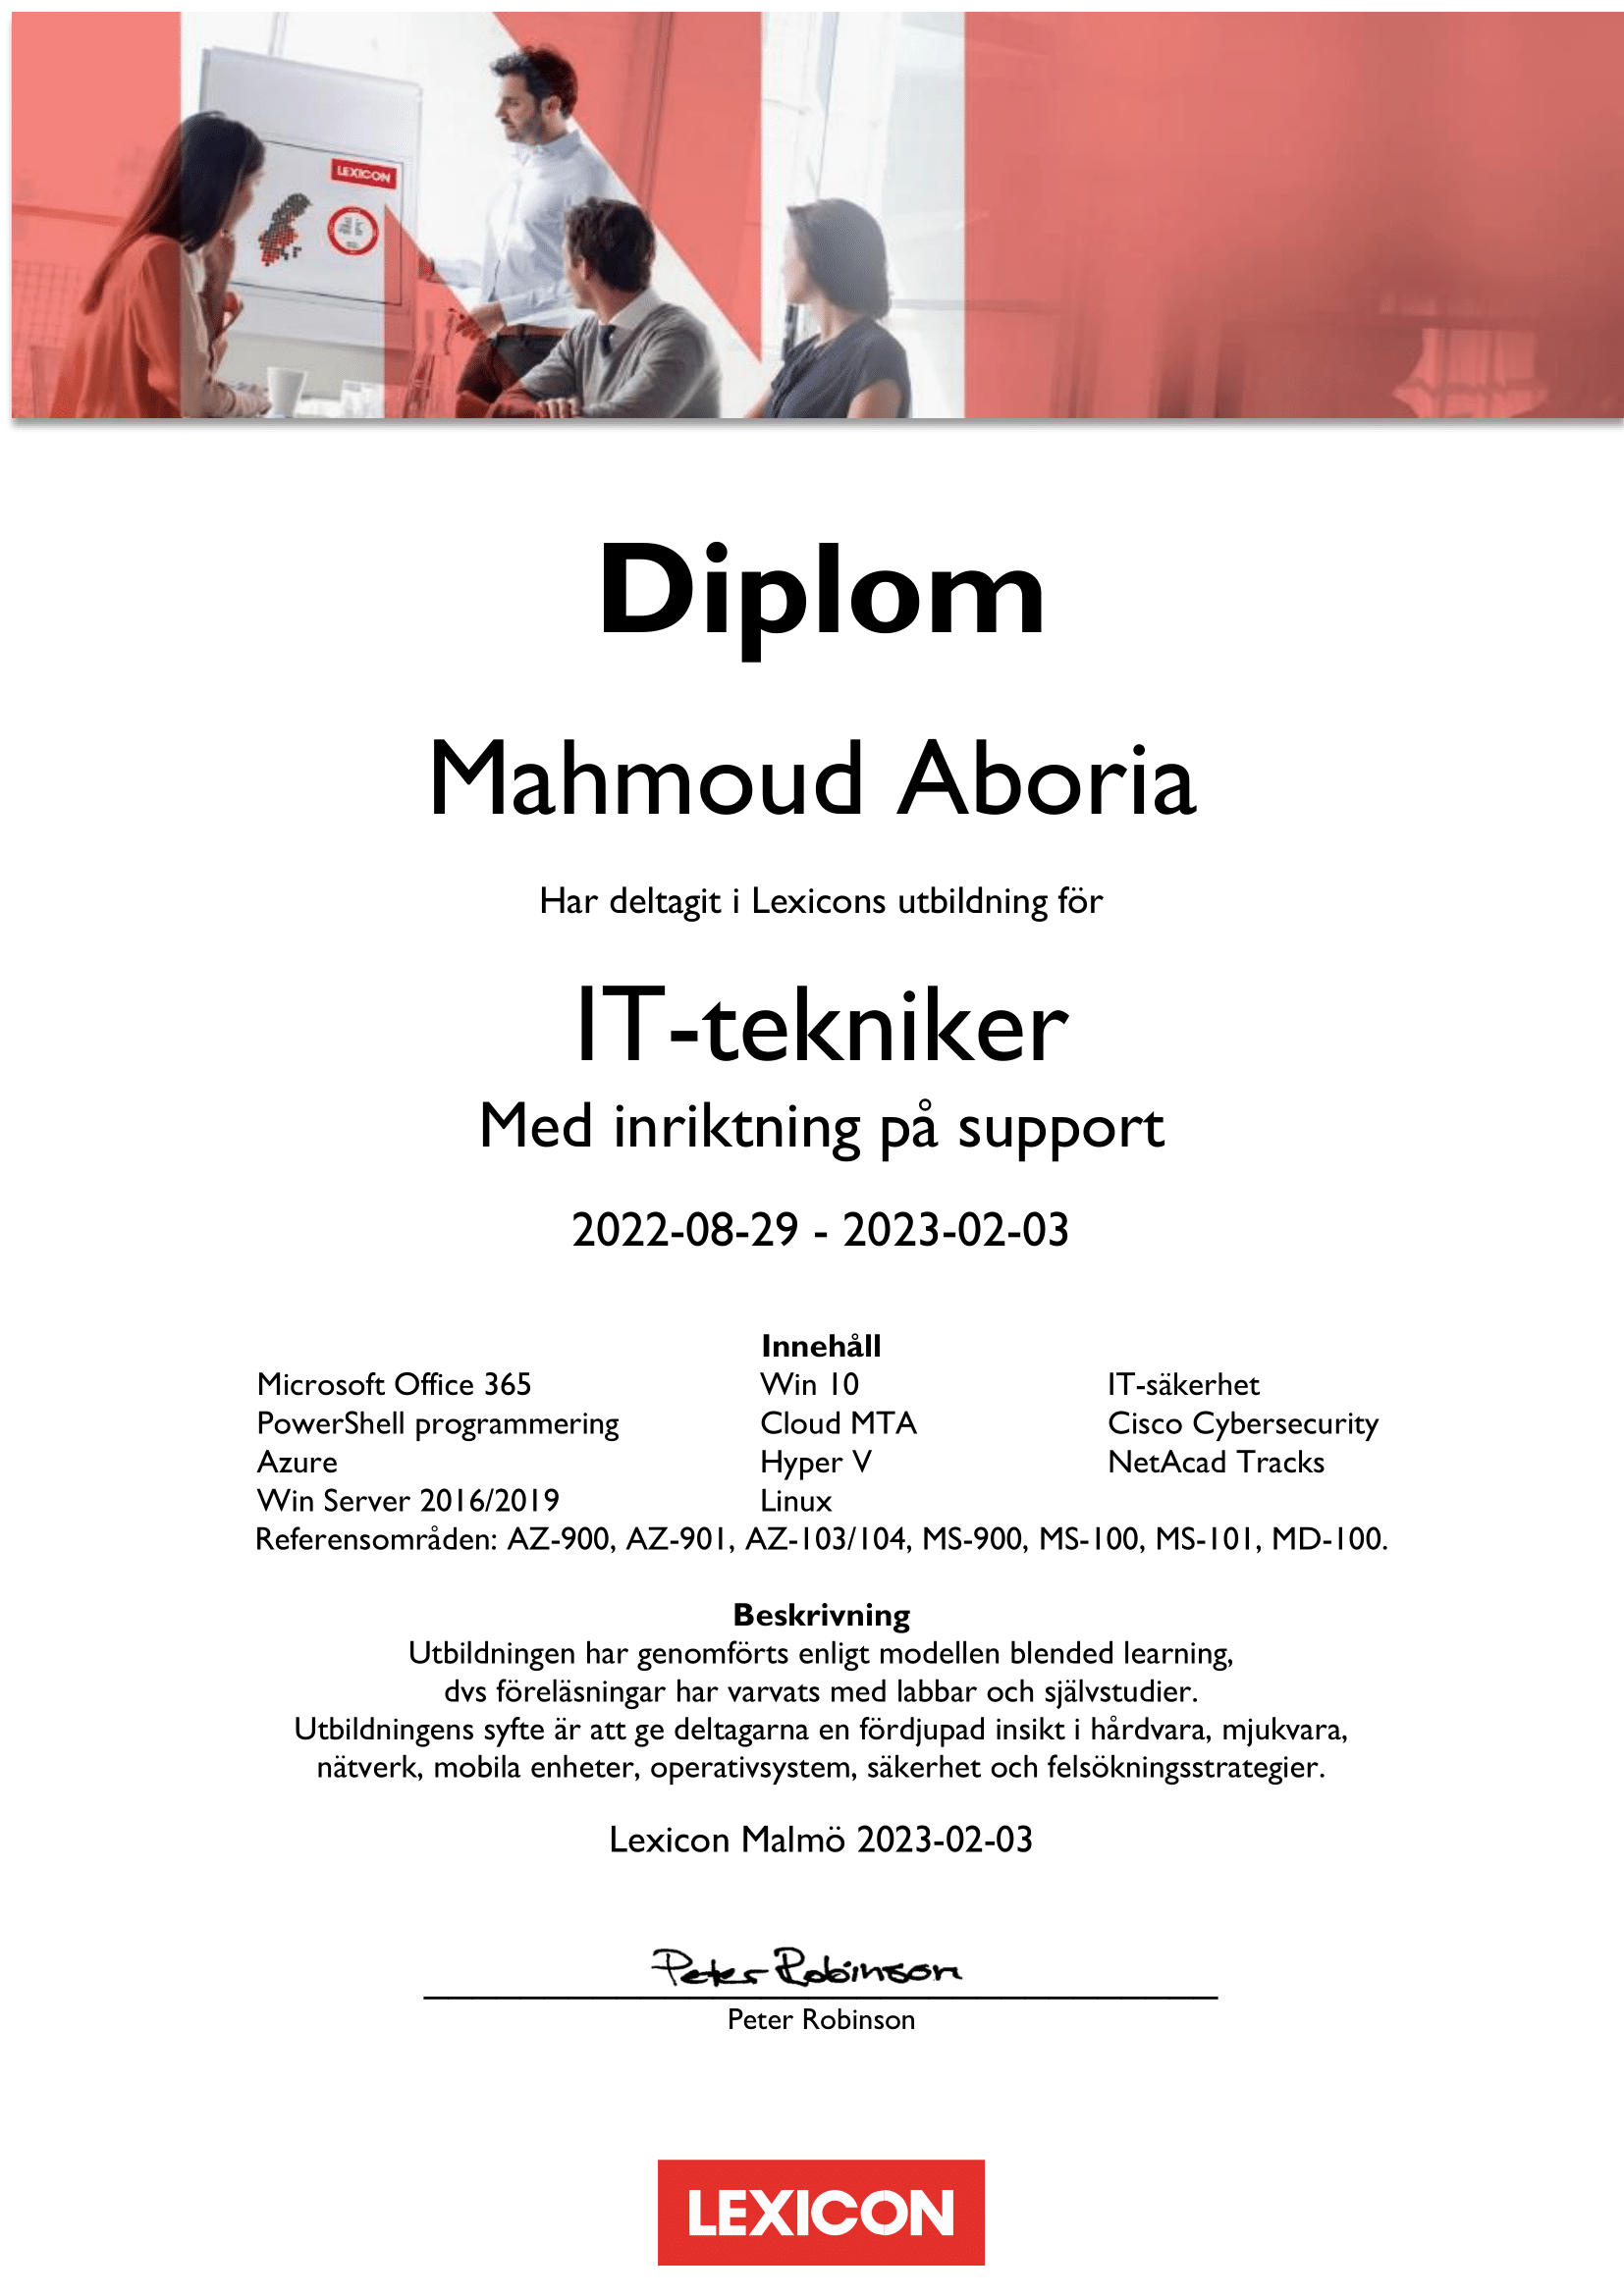 LEXICON
Diplom
Mahmoud Aboria
Har deltagit i Lexicons utbildning för
IT-tekniker
Med inriktning på support
2022-08-29 - 2023-02-03
Innehåll
Microsoft Office 365 Win 10 IT-säkerhet
PowerShell programmering Cloud MTA Cisco Cybersecurity
Azure Hyper V NetAcad Tracks
Win Server 2016/2019 Linux
Referensområden: AZ-900, AZ-901, AZ-103/104, MS-900, MS-100, MS-101, MD-100.
Beskrivning
Utbildningen har genomförts enligt modellen blended learning,
dvs föreläsningar har varvats med labbar och självstudier.
Utbildningens syfte är att ge deltagarna en fördjupad insikt i hårdvara, mjukvara,
nätverk, mobila enheter, operativsystem, säkerhet och felsökningsstrategier.
Lexicon Malmö 2023-02-03
Peter Robinson
Peter Robinson
LEXICON